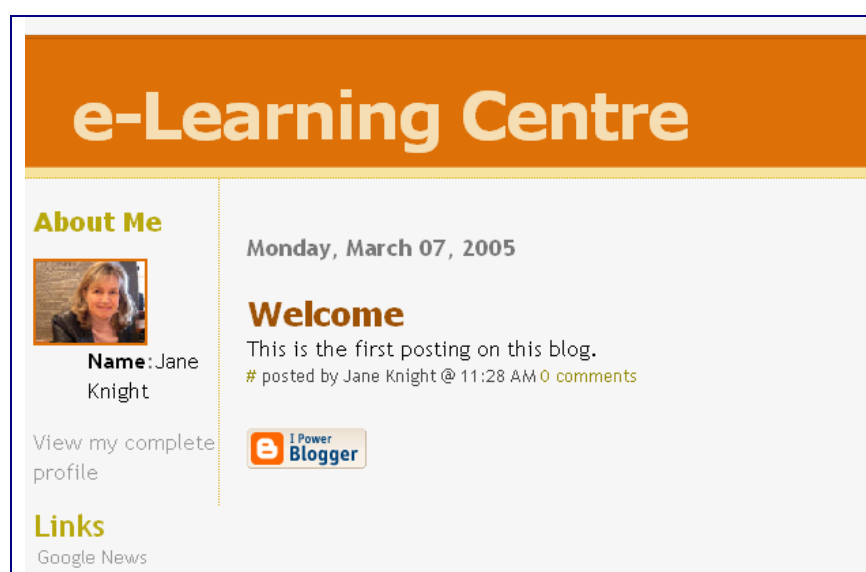 e-Learning Centre
About Me
Name:Jane
Knight
View my complete
profile
Links
Google News
Monday, March 07, 2005
Welcome
This is the first posting on this blog.
# posted by Jane Knight @ 11:28 AM 0 comments
I Power
Blogger